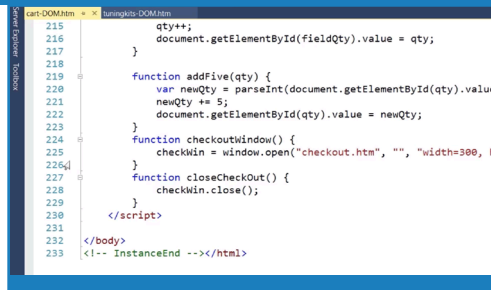 cart-DOM.htm tuningkits-DOM.htm
Server Explorer Toolbox
215 qty++;
216 document.getElementById(fieldQty).value = qty;
217 }
218
219 function addFive(qty) {
220 var newQty = parseInt(document.getElementById(qty).value
221 newQty += 5;
222 document.getElementById(qty).value = newQty;
223 }
224 function checkoutWindow() {
225 checkWin = window.open("checkout.htm", "", "width=300,
226 }
227 function closeCheckOut() {
228 checkWin.close();
229 }
230 </script>
231
232 </body>
233 <!-- InstanceEnd --></html>